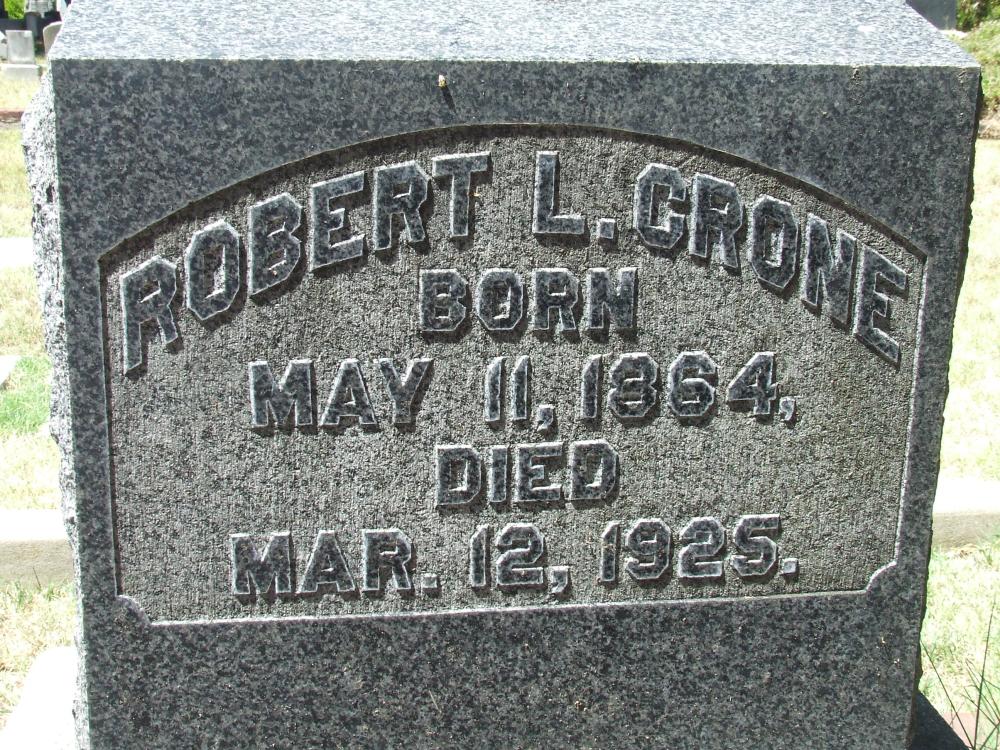 ROBERT L. CRONE
BORN
MAY 11, 1864,
DIED
MAR. 12, 1925.